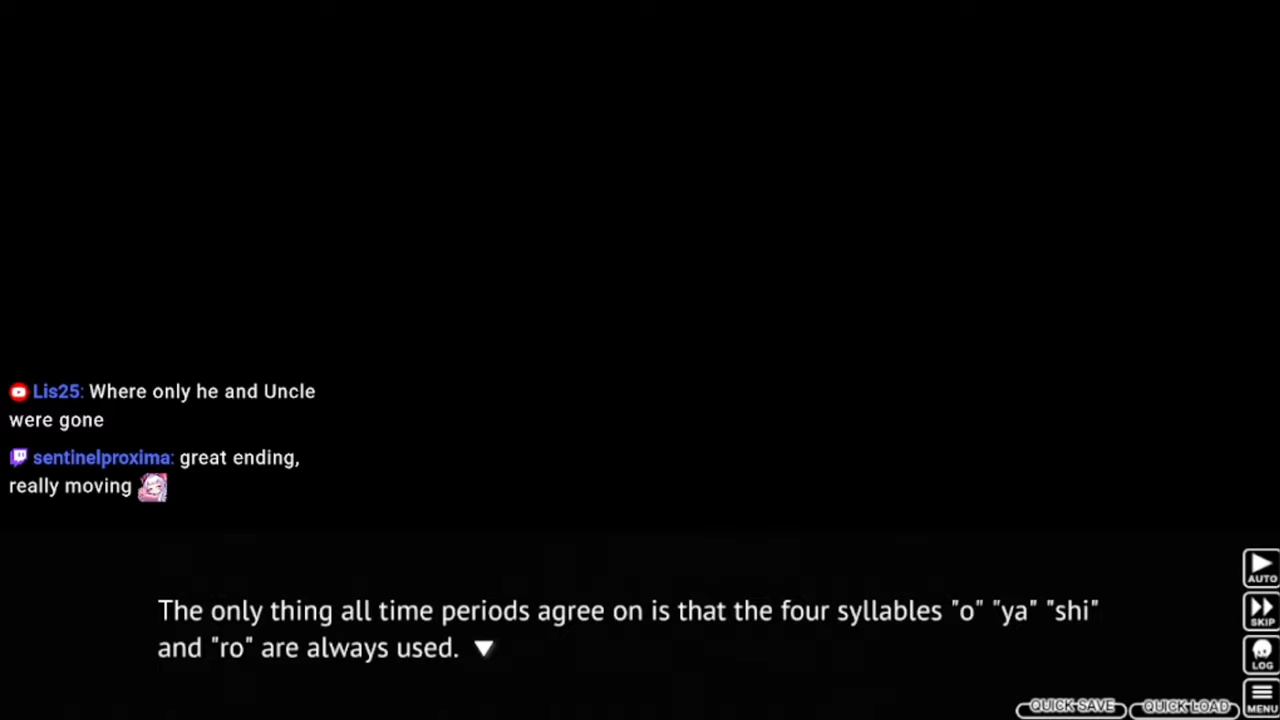 Lis25: Where only he and Uncle
were gone
sentinelproxima: great ending,
really moving
The only thing all time periods agree on is that the four syllables "o" "ya" "shi"
and "ro" are always used.
AUTO
SKIP
LOG
MENU
QUICK SAVE
QUICK LOAD